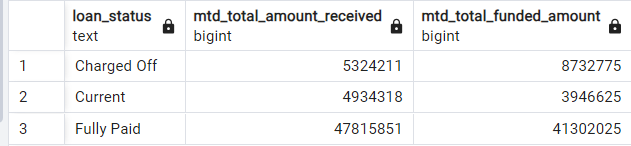 loan_status mtd_total_amount_received mtd_total_funded_amount
text bigint bigint
1 Charged Off 5324211 8732775
2 Current 4934318 3946625
3 Fully Paid 47815851 41302025